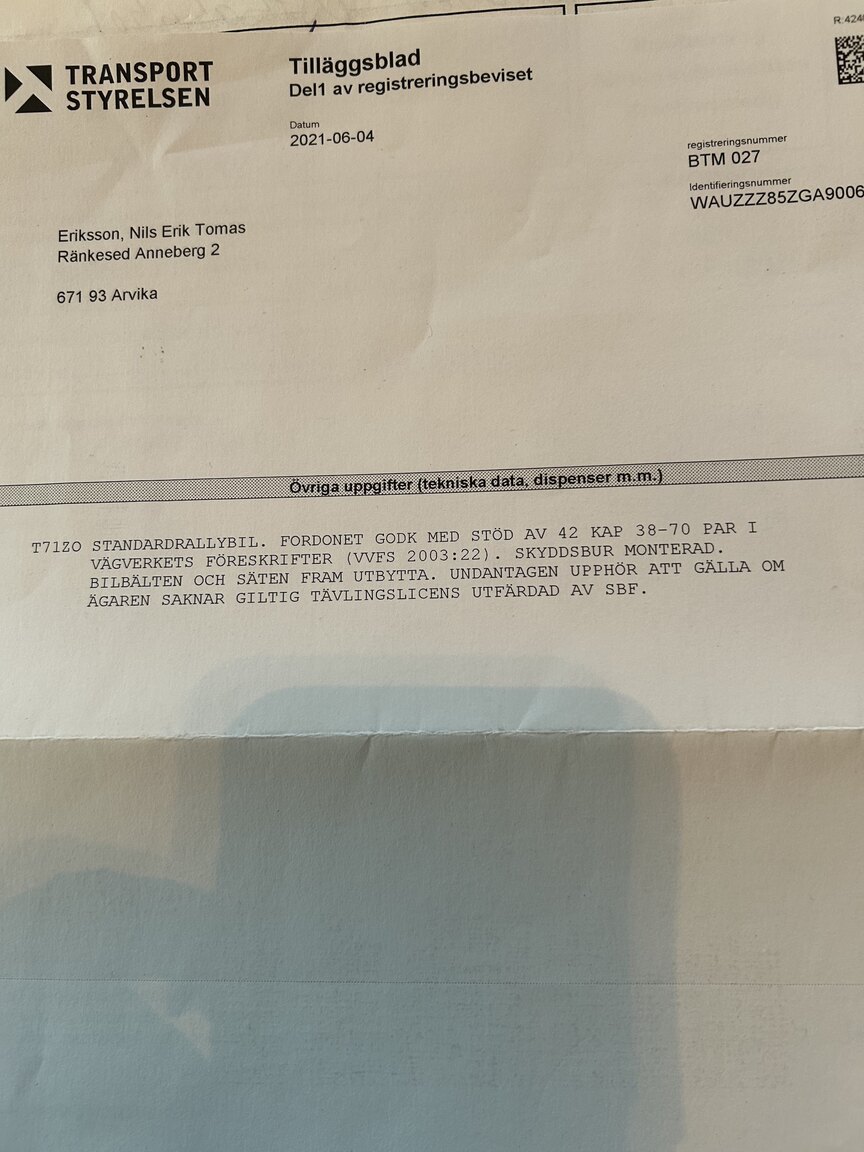 R:424
TRANSPORT
STYRELSEN
Tilläggsblad
Del1 av registreringsbeviset
Datum
2021-06-04
registreringsnummer
BTM 027
Identifieringsnummer
WAUZZZ85ZGA9006
Eriksson, Nils Erik Tomas
Ränkesed Anneberg 2
671 93 Arvika
Övriga uppgifter (tekniska data, dispenser m.m.)
T71ZO STANDARDRALLYBIL. FORDONET GODK MED STÖD AV 42 KAP 38-70 PAR I
VÄGVERKETS FÖRESKRIFTER (VVFS 2003:22). SKYDDSBUR MONTERAD.
BILBÄLTEN OCH SÄTEN FRAM UTBYTTA. UNDANTAGEN UPPHÖR ATT GÄLLA OM
ÄGAREN SAKNAR GILTIG TÄVLINGSLICENS UTFÄRDAD AV SBF.